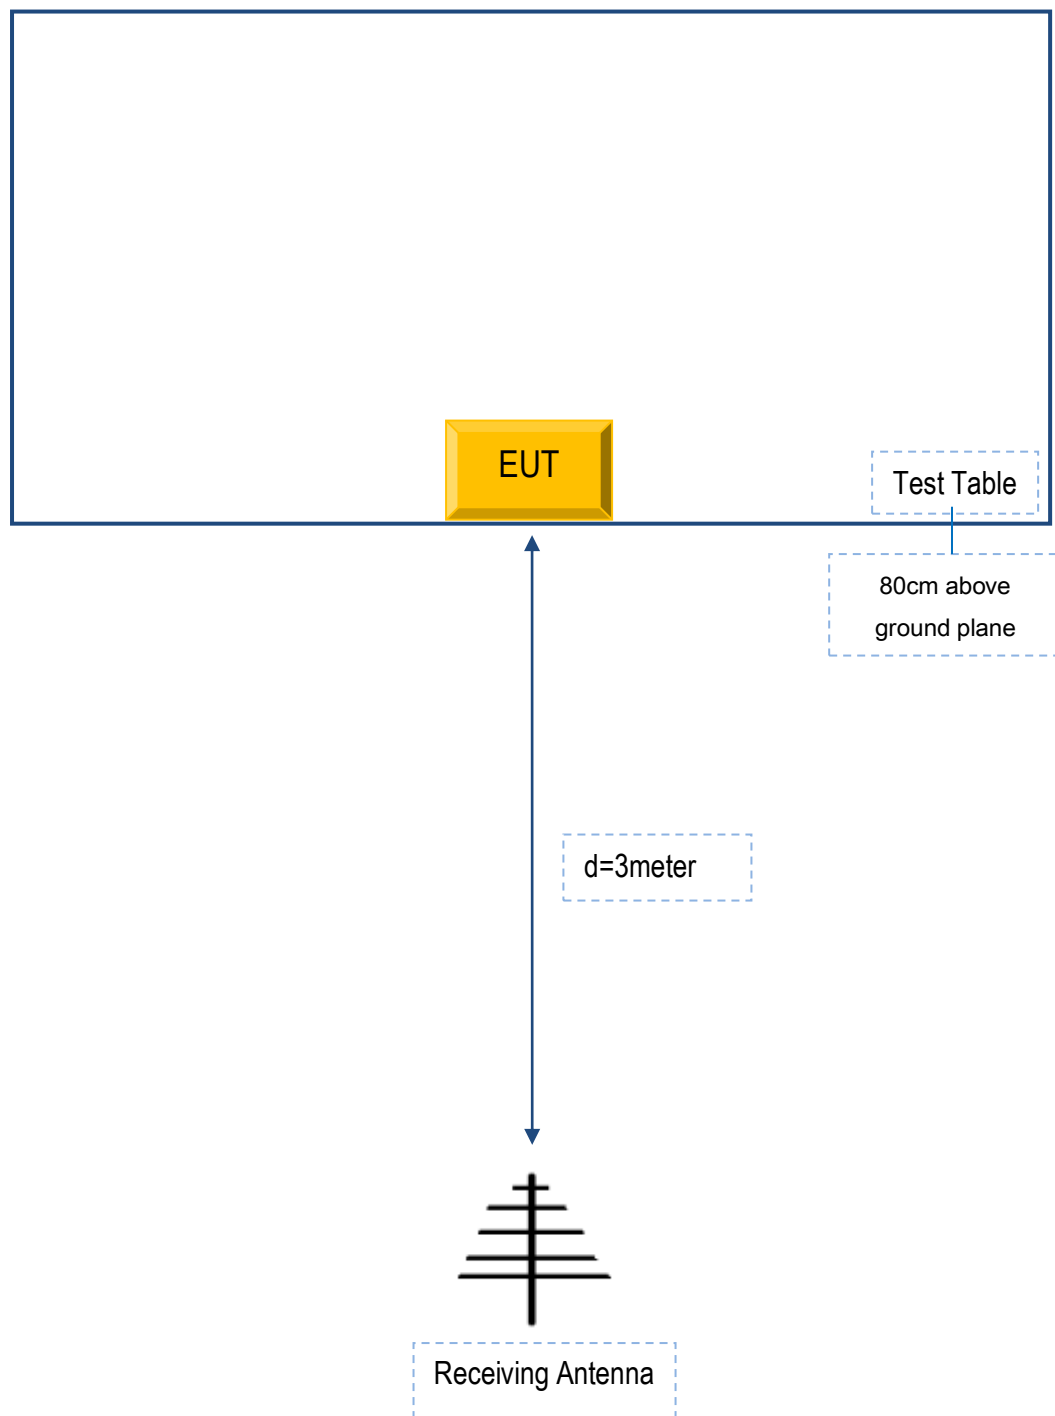 EUT
Test Table
80cm above
ground plane
d=3meter
Receiving Antenna